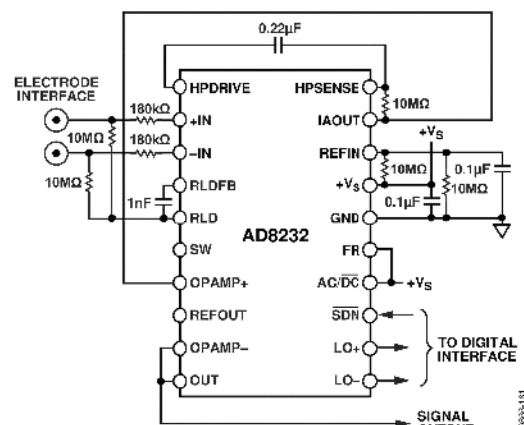 0.22µF
ELECTRODE
INTERFACE
180kΩ
10MΩ
180kΩ
10MΩ
1nF
HPDRIVE
+IN
–IN
RLDFB
RLD
SW
OPAMP+
REFOUT
OPAMP–
OUT
AD8232
HPSENSE
IAOUT
REFIN
+VS
GND
FR
AC/DC
SDN
LO+
LO–
10MΩ
+VS
10MΩ
0.1µF
10MΩ
0.1µF
+VS
TO DIGITAL
INTERFACE
SIGNAL